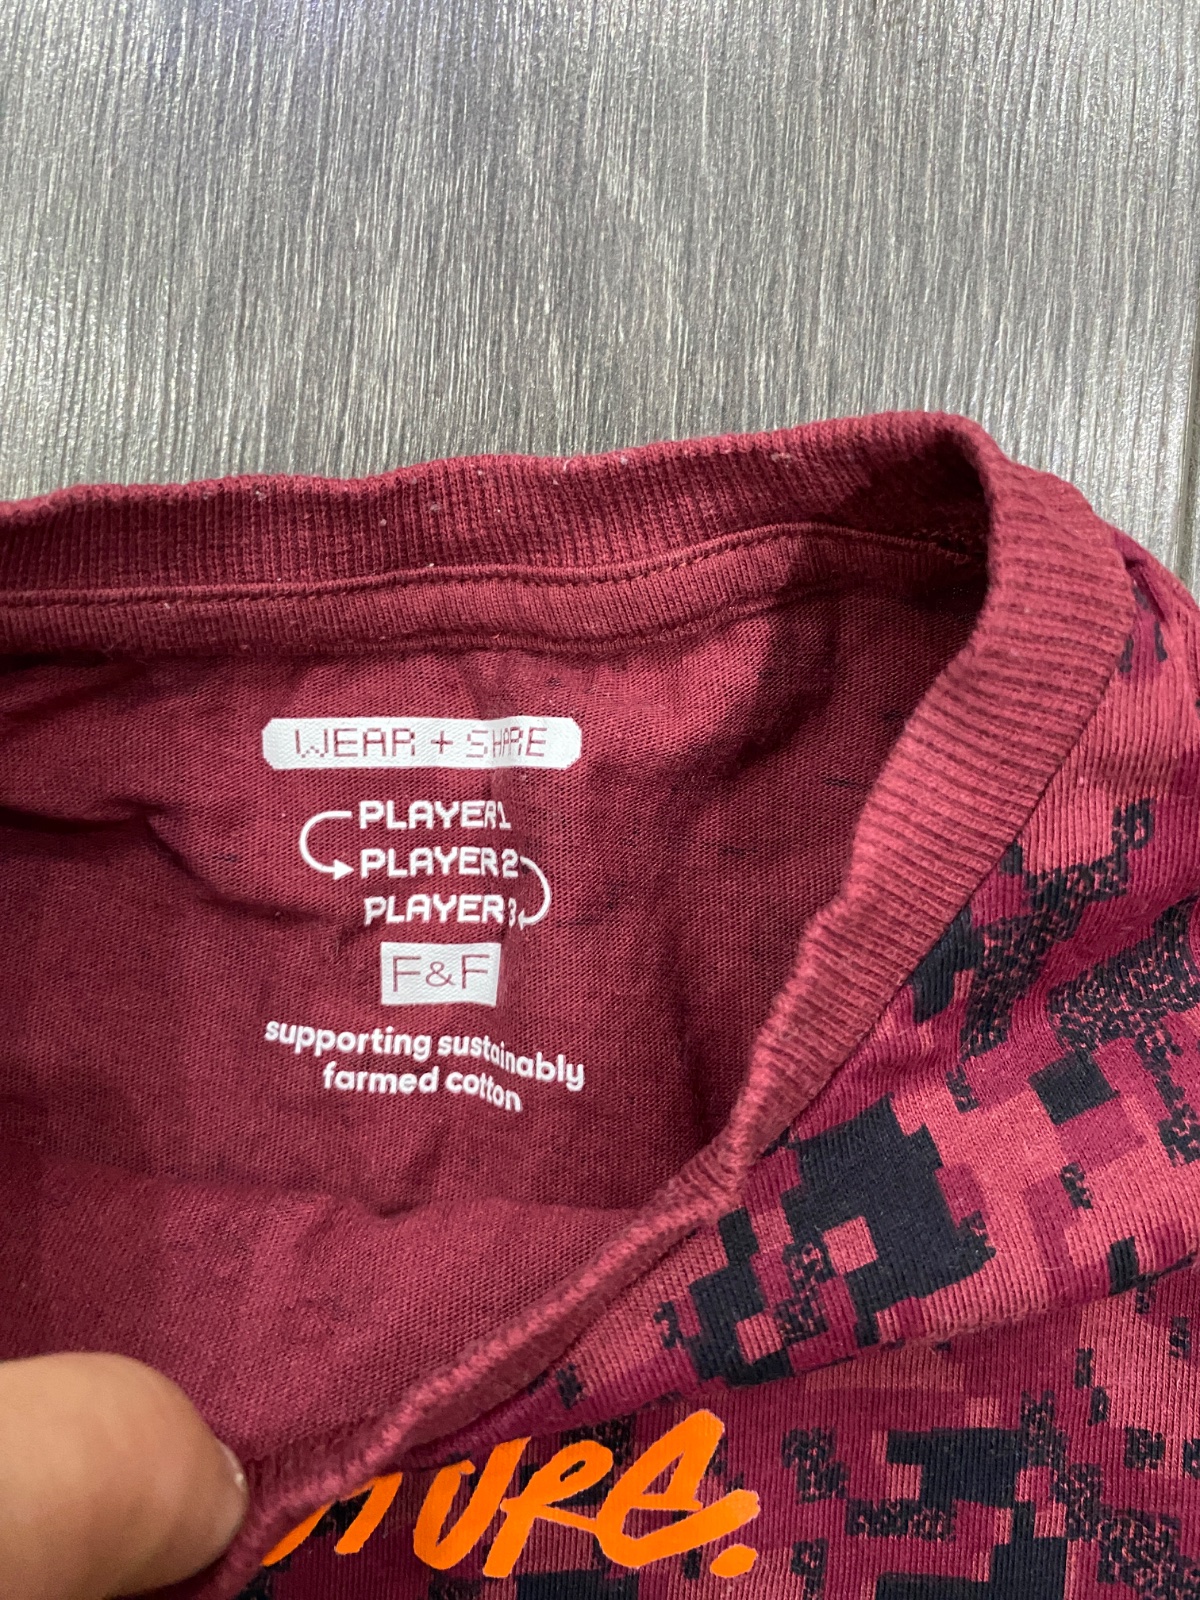 WEAR + SHARE
PLAYER 1
PLAYER 2
PLAYER 3
F&F
supporting sustainably
farmed cotton